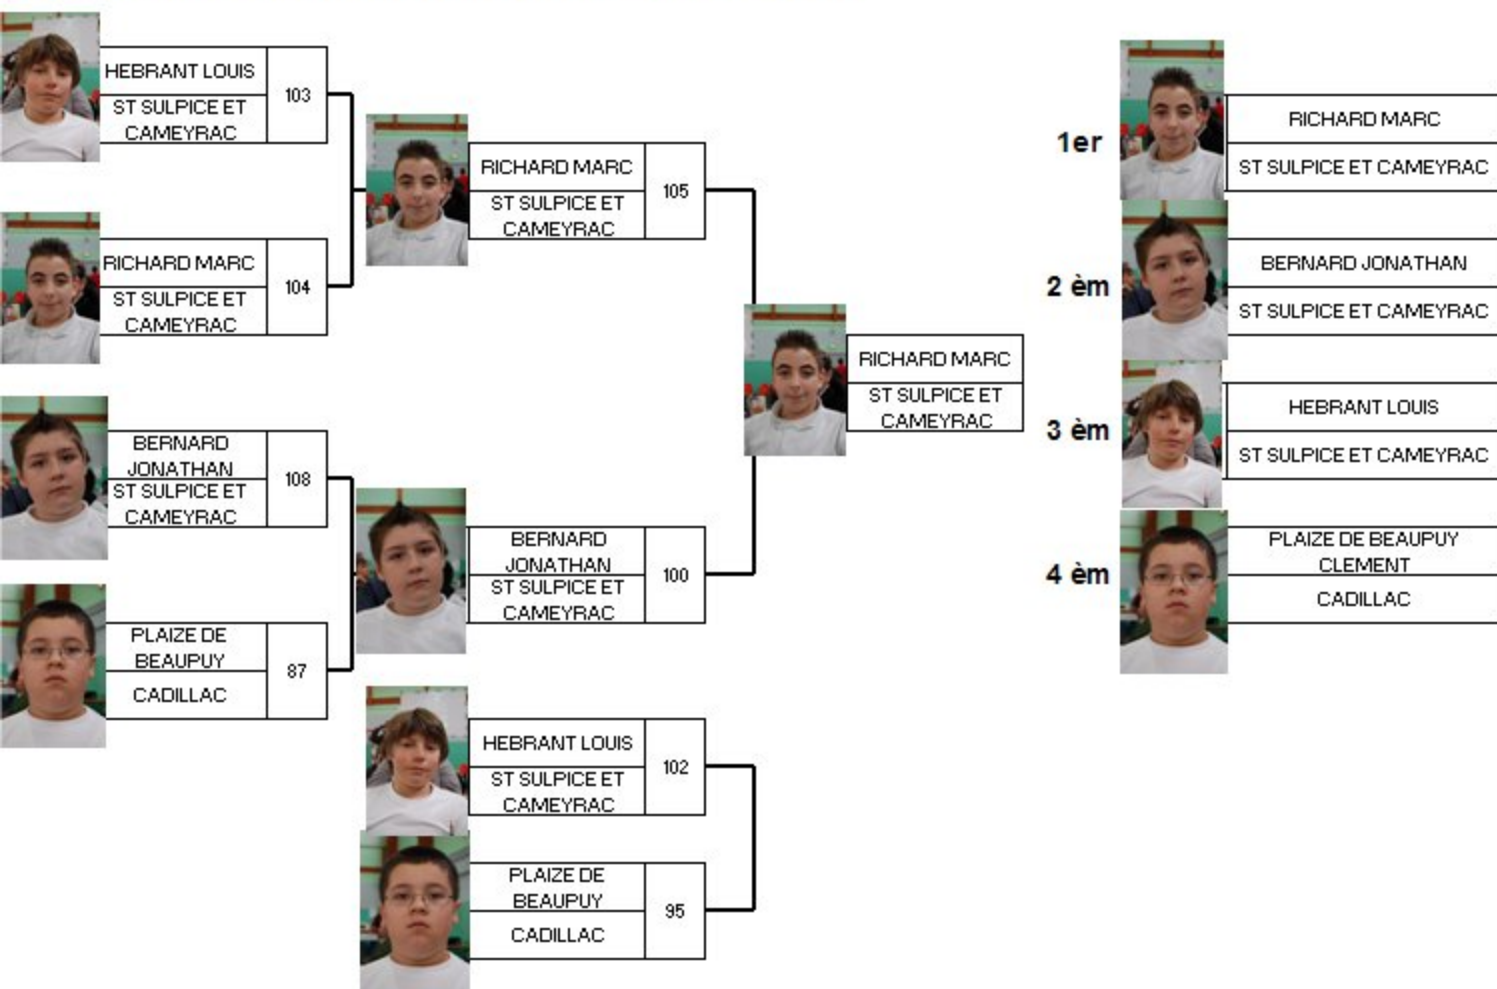 HEBRANT LOUIS
103
ST SULPICE ET
CAMEYRAC
RICHARD MARC
104
ST SULPICE ET
CAMEYRAC
BERNARD
JONATHAN
108
ST SULPICE ET
CAMEYRAC
PLAIZE DE
BEAUPUY
87
CADILLAC
RICHARD MARC
105
ST SULPICE ET
CAMEYRAC
BERNARD
JONATHAN
100
ST SULPICE ET
CAMEYRAC
HEBRANT LOUIS
102
ST SULPICE ET
CAMEYRAC
PLAIZE DE
BEAUPUY
95
CADILLAC
RICHARD MARC
ST SULPICE ET
CAMEYRAC
1er
RICHARD MARC
ST SULPICE ET CAMEYRAC
2 èm
BERNARD JONATHAN
ST SULPICE ET CAMEYRAC
3 èm
HEBRANT LOUIS
ST SULPICE ET CAMEYRAC
4 èm
PLAIZE DE BEAUPUY
CLEMENT
CADILLAC